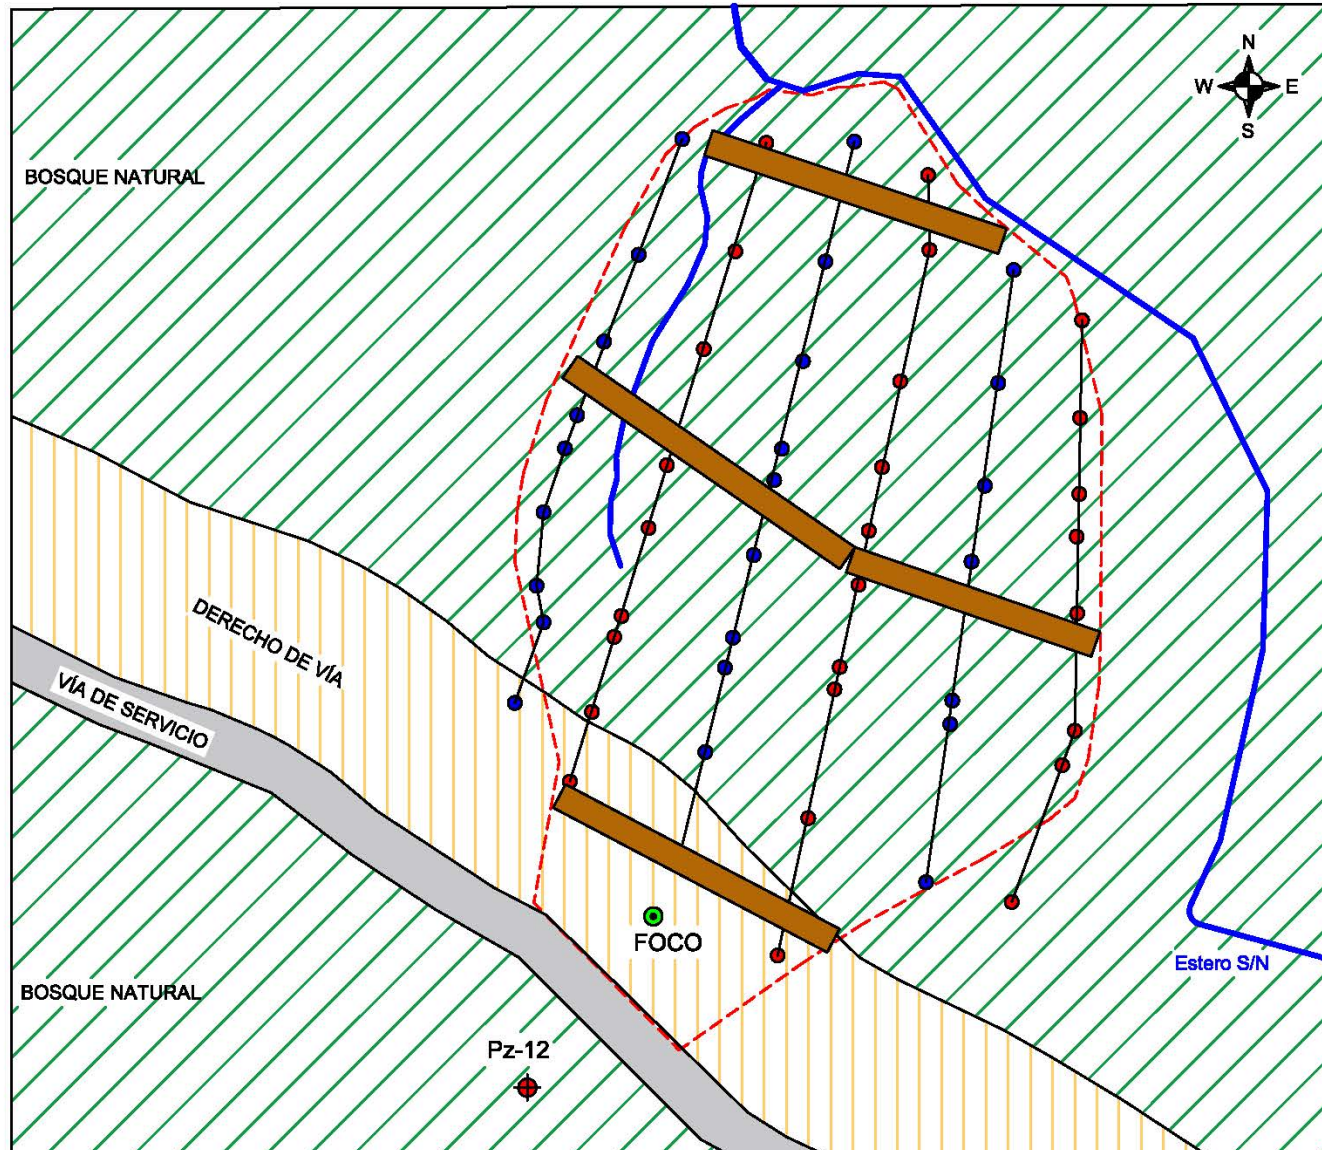 N
W E
S
BOSQUE NATURAL
DERECHO DE VÍA
VÍA DE SERVICIO
FOCO
Estero S/N
BOSQUE NATURAL
Pz-12